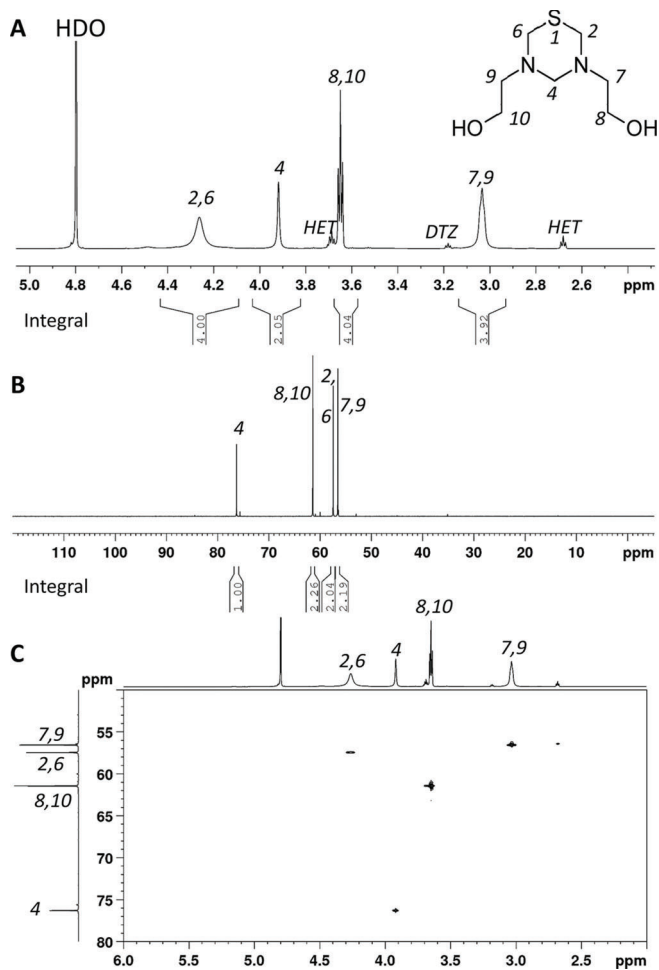 A
HDO
2,6
4
HET
8,10
DTZ
7,9
HET
S
1
6
2
N
N
9
4
7
10
8
HO
OH
5.0 4.8 4.6 4.4 4.2 4.0 3.8 3.6 3.4 3.2 3.0 2.8 2.6 ppm
Integral
4.00
2.05
4.04
3.92
B
4
8,10
2,
6
7,9
110 100 90 80 70 60 50 40 30 20 10 ppm
Integral
1.00
2.26
2.04
2.19
C
2,6
4
8,10
7,9
ppm
7,9
2,6
8,10
4
55
60
65
70
75
80
6.0 5.0 4.5 4.0 3.5 3.0 2.5 ppm